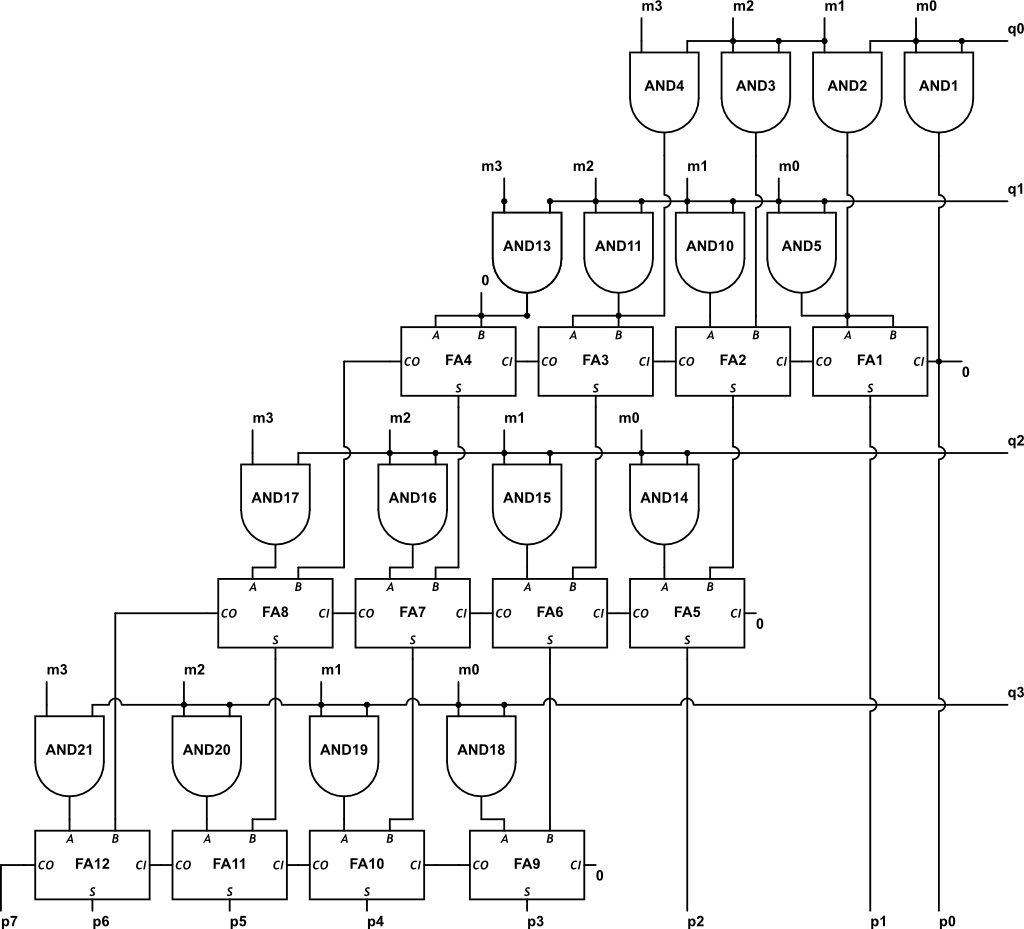 m3 m2 m1 m0
q0
AND4 AND3 AND2 AND1
m3 m2 m1 m0
q1
AND13 AND11 AND10 AND5
0
A B A B A B A B
CO FA4 CI CO FA3 CI CO FA2 CI CO FA1 CI
0
S S S S
m3 m2 m1 m0
q2
AND17 AND16 AND15 AND14
A B A B A B A B
CO FA8 CI CO FA7 CI CO FA6 CI CO FA5 CI
0
S S S S
m3 m2 m1 m0
q3
AND21 AND20 AND19 AND18
A B A B A B A B
CO FA12 CI CO FA11 CI CO FA10 CI CO FA9 CI
0
S S S S
p7 p6 p5 p4 p3 p2 p1 p0